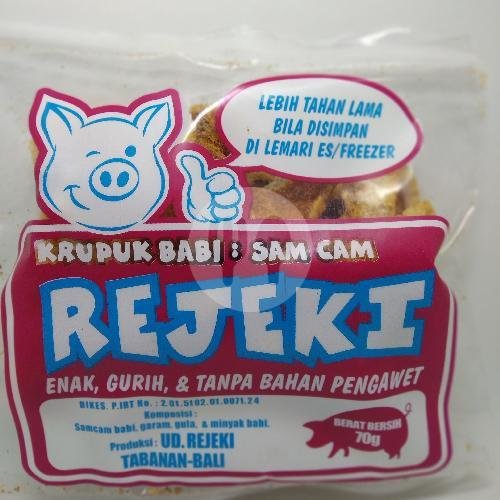 LEBIH TAHAN LAMA
BILA DISIMPAN
DI LEMARI ES/FREEZER
KRUPUK BABI : SAM CAM
REJEKI
ENAK, GURIH, & TANPA BAHAN PENGAWET
DIKES. P.IRT No. : 2.01.5102.01.0071.24
Komposisi :
Samcam babi, garam, gula, & minyak babi.
Produksi : UD. REJEKI
TABANAN-BALI
BERAT BERSIH
70g